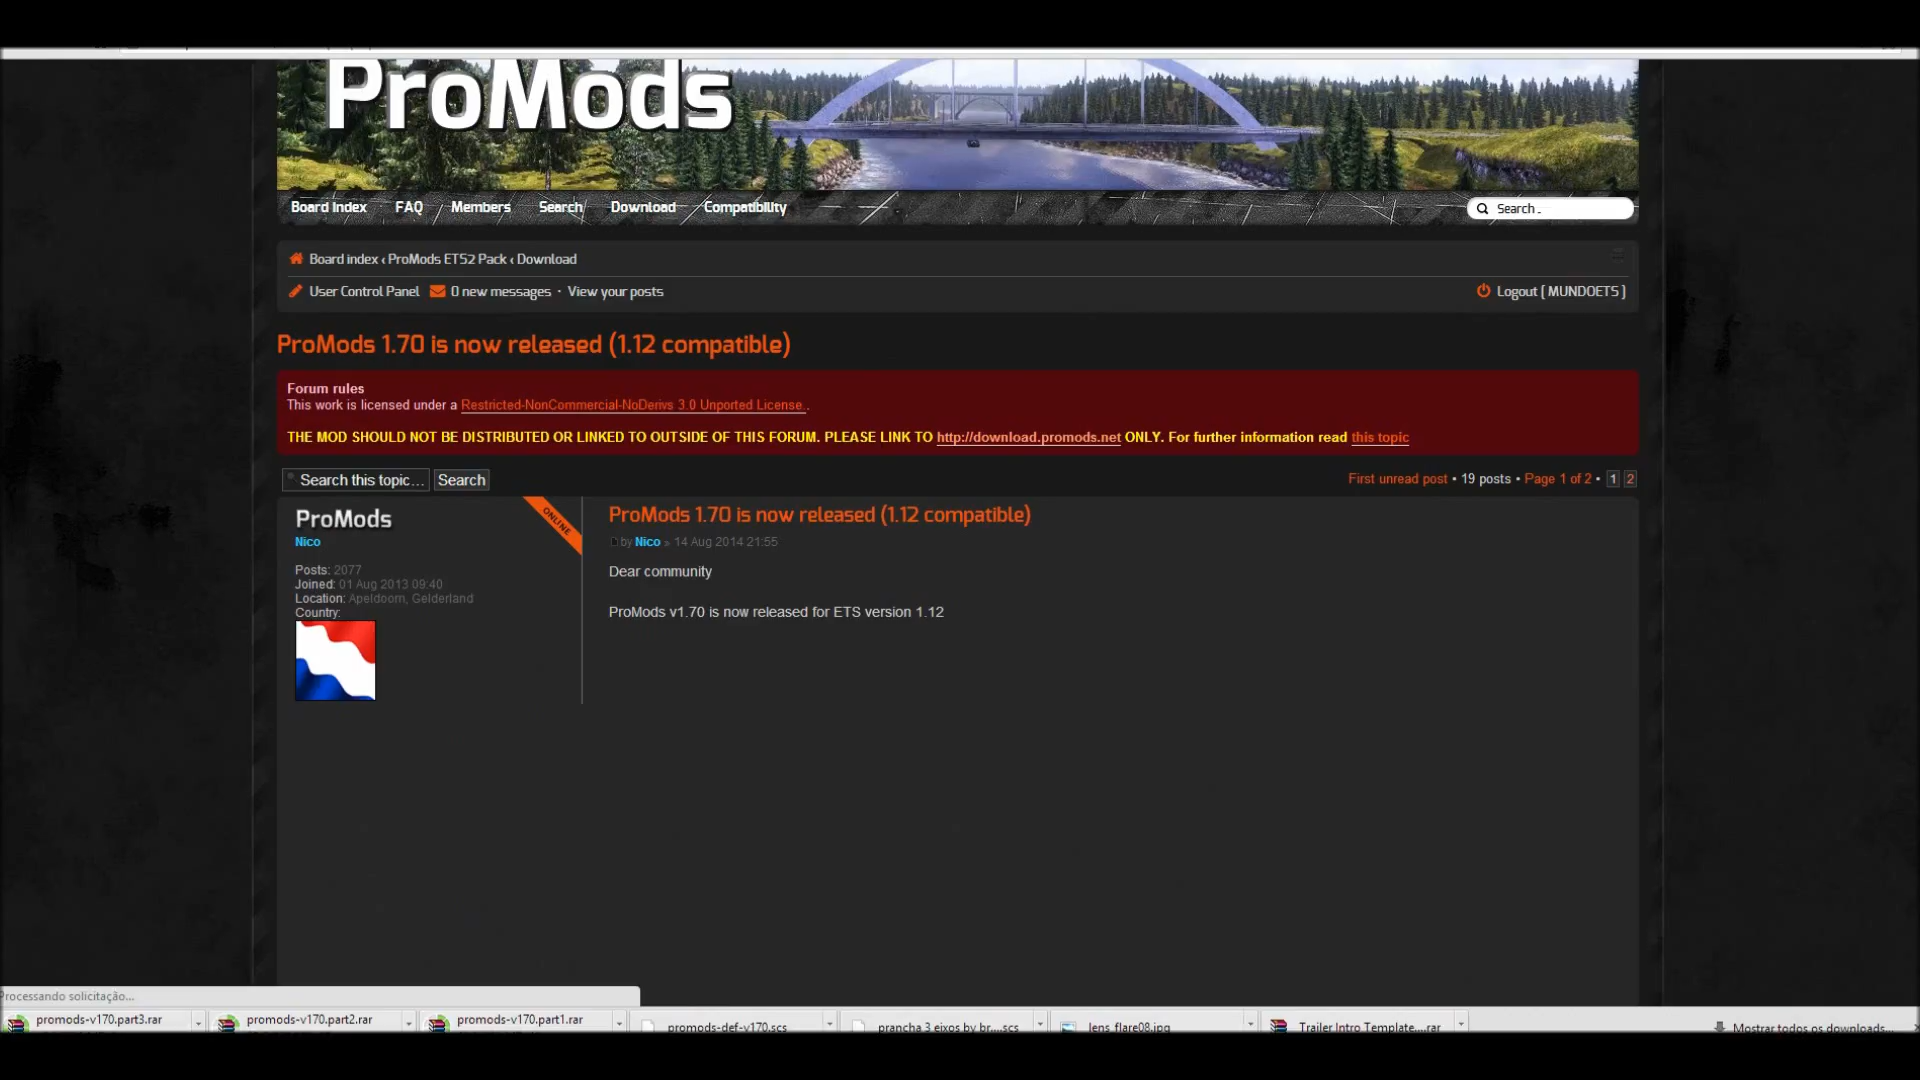 ProMods
Board Index FAQ Members Search Download Compatibility Search..
Board index ‹ ProMods ETS2 Pack ‹ Download
User Control Panel 0 new messages • View your posts Logout [ MUNDOETS ]
ProMods 1.70 is now released (1.12 compatible)
Forum rules
This work is licensed under a Restricted-NonCommercial-NoDerivs 3.0 Unported License .
THE MOD SHOULD NOT BE DISTRIBUTED OR LINKED TO OUTSIDE OF THIS FORUM. PLEASE LINK TO http://download.promods.net ONLY. For further information read this topic
Search this topic… Search First unread post • 19 posts • Page 1 of 2 • 1 2
ProMods
ONLINE
Nico
Posts: 2077
Joined: 01 Aug 2013 09:40
Location: Apeldoorn, Gelderland
Country:
ProMods 1.70 is now released (1.12 compatible)
by Nico » 14 Aug 2014 21:55
Dear community
ProMods v1.70 is now released for ETS version 1.12
Processando solicitação...
promods-v170.part3.rar promods-v170.part2.rar promods-v170.part1.rar promods-def-v170.scs prancha 3 eixos by br....scs lens_flare08.jpg Trailer Intro Template....rar Mostrar todos os downloads...